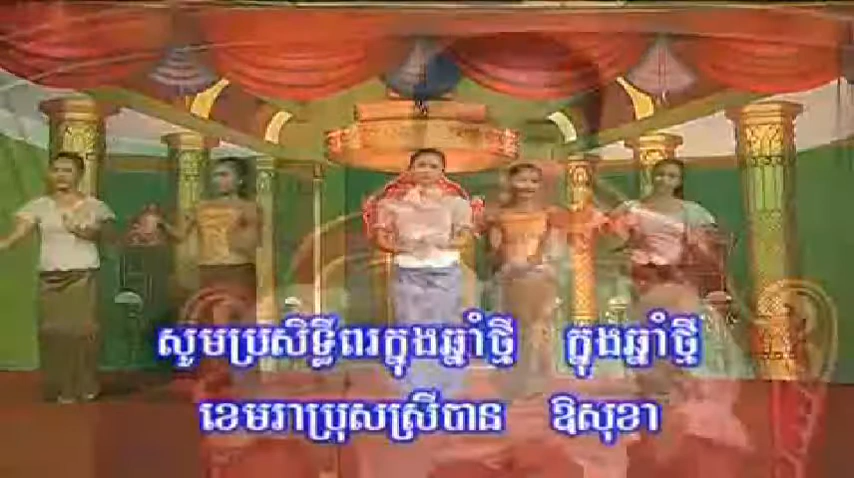 សូមប្រសិទ្ធីពរក្នុងឆ្នាំថ្មី ក្នុងឆ្នាំថ្មី
ខេមរាប្រុសស្រីបាន ឱសុខា